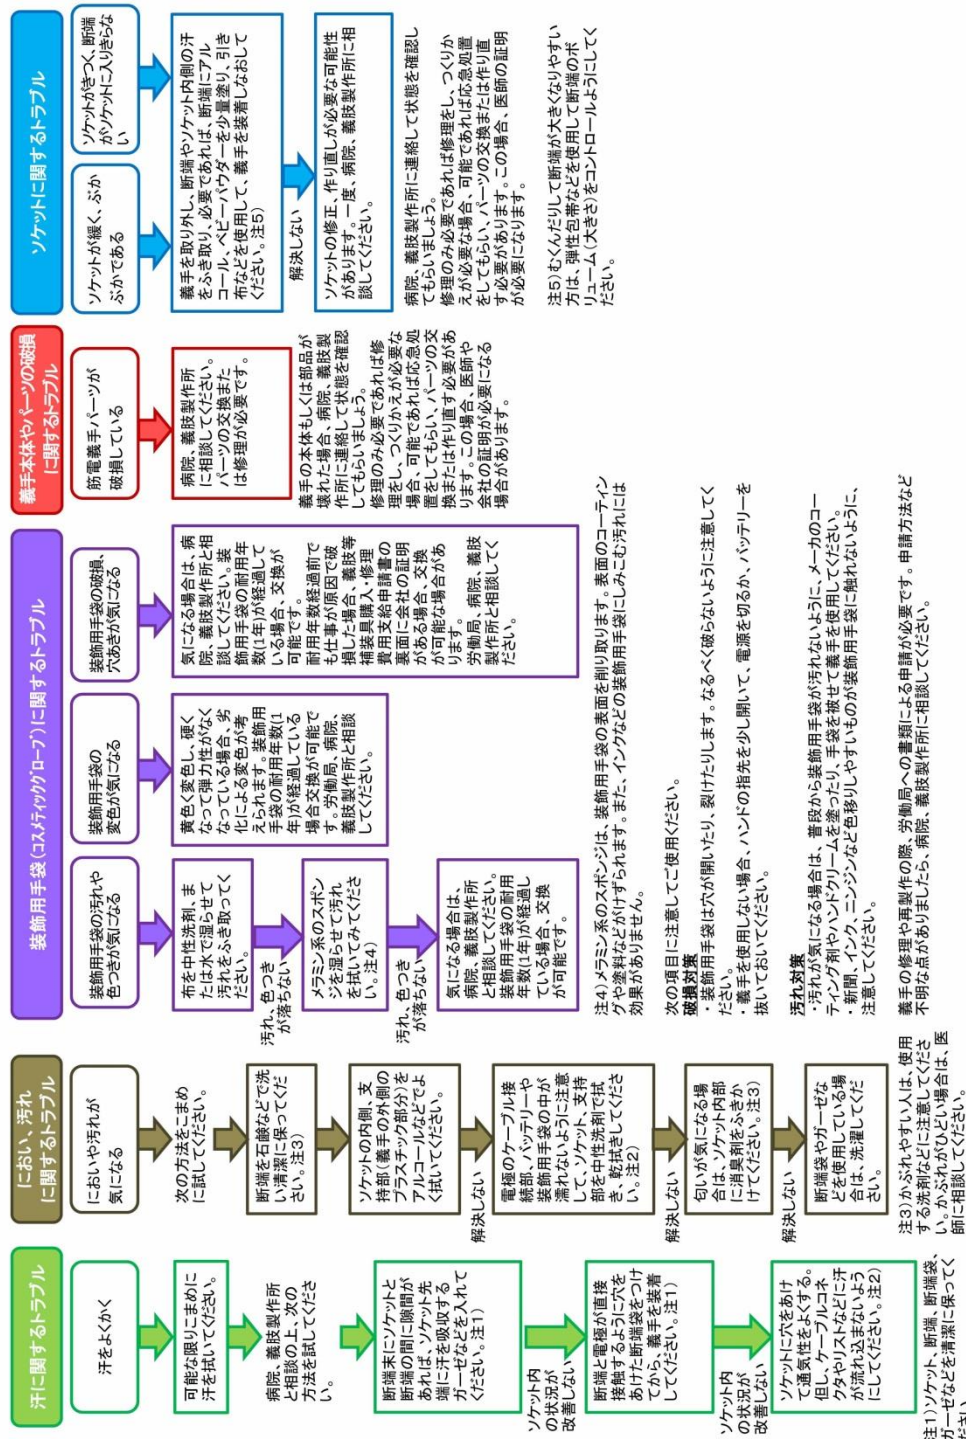 汗に関するトラブル
汗をよくかく
可能な限りこまめに
汗を拭いてください。
病院、義肢製作所
と相談の上、次の
方法を試してくださ
い。
断端末にソケットと
断端の間に隙間が
あれば、ソケット先
端に汗を吸収する
ガーゼなどを入れて
ください。注1)
ソケット内
の状況が
改善しない
断端と電極が直接
接触するように穴を
あけた断端袋をつけ
てから、義手を装着
してください。注1)
ソケット内
の状況が
改善しない
ソケットに穴をあけ
て通気性をよくする。
但し、ケーブルコネ
クタやリストなどに汗
が流れ込まないよう
にしてください。注2)
注1)ソケット、断端、断端袋、
ガーゼなどを清潔に保ってく
ださい。
におい、汚れ
に関するトラブル
においや汚れが
気になる
次の方法をこまめ
に試してください。
断端を石鹸などで洗
い清潔に保ってくだ
さい。注3)
ソケットの内側、支
持部(義手の外側の
プラスチック部分)を
アルコールなどでよ
く拭いてください。
解決しない
電極のケーブル接
続部、バッテリーや
装飾用手袋の中が
濡れないように注意
して、ソケット、支持
部を中性洗剤で拭
き、乾拭きしてくださ
い。注2)
解決しない
匂いが気になる場
合は、ソケット内部
に消臭剤をふきか
けてください。注3)
解決しない
断端袋やガーゼな
どを使用している場
合は、洗濯してくだ
さい。
注3)かぶれやすい人は、使用
する洗剤などに注意してくださ
い。かぶれがひどい場合は、医
師に相談してください。
装飾用手袋(コスメティックグローブ)に関するトラブル
装飾用手袋の汚れや
色つきが気になる
布を中性洗剤、ま
たは水で湿らせて
汚れをふき取ってく
ださい。
汚れ、色つき
が落ちない
メラミン系のスポン
ジを湿らせて汚れ
を拭いてみてくださ
い。注4)
汚れ、色つき
が落ちない
気になる場合は、
病院、義肢製作所
と相談してください。
装飾用手袋の耐用
年数(1年)が経過し
ている場合、交換
が可能です。
装飾用手袋の
変色が気になる
黄色く変色し、硬く
なって弾力性がなく
なっている場合、劣
化による変色が考
えられます。装飾用
手袋の耐用年数(1
年)が経過している
場合交換が可能で
す。労働局、病院、
義肢製作所と相談
してください。
装飾用手袋の破損、
穴あきが気になる
気になる場合は、病
院、義肢製作所と相
談してください。装
飾用手袋の耐用年
数(1年)が経過して
いる場合、交換が
可能です。
耐用年数経過前で
も仕事が原因で破
損した場合、義肢等
補装具購入・修理
費用支給申請書の
裏面に会社の証明
がある場合、交換
が可能な場合があ
ります。
労働局、病院、義肢
製作所と相談してく
ださい。
注4)メラミン系のスポンジは、装飾用手袋の表面を削り取ります。表面のコーティン
グや塗料などがけずられます。また、インクなどの装飾用手袋にしみこむ汚れには
効果がありません。
次の項目に注意してご使用ください。
破損対策
・装飾用手袋は穴が開いたり、裂けたりします。なるべく破らないように注意してく
ださい。
・義手を使用しない場合、ハンドの指先を少し開いて、電源を切るか、バッテリーを
抜いておいてください。
汚れ対策
・汚れが気になる場合は、普段から装飾用手袋が汚れないように、メーカのコー
ティング剤やハンドクリームを塗ったり、手袋を被せて義手を使用してください。
・新聞、インク、ニンジンなど色移りしやすいものが装飾用手袋に触れないように、
注意してください。
義手の修理や再製作の際、労働局への書類による申請が必要です。申請方法など
不明な点がありましたら、病院、義肢製作所に相談してください。
義手本体やパーツの破損
に関するトラブル
筋電義手パーツが
破損している
病院、義肢製作所
に相談してください。
パーツの交換また
は修理が必要です。
義手の本体もしくは部品が
壊れた場合、病院、義肢製
作所に連絡して状態を確認
してもらいましょう。
修理のみ必要であれば修
理をし、つくりかえが必要な
場合、可能であれば応急処
置をしてもらい、パーツの交
換または作り直す必要があ
ります。この場合、医師や
会社の証明が必要になる
場合があります。
ソケットに関するトラブル
ソケットが緩く、ぶか
ぶかである
ソケットがきつく、断端
がソケットに入りきらな
い
義手を取り外し、断端やソケット内側の汗
をふき取り、必要であれば、断端にアル
コール、ベビーパウダーを少量塗り、引き
布などを使用して、義手を装着しなおして
ください。注5)
解決しない
ソケットの修正、作り直しが必要な可能性
があります。一度、病院、義肢製作所に相
談してください。
病院、義肢製作所に連絡して状態を確認し
てもらいましょう。
修理のみ必要であれば修理をし、つくりか
えが必要な場合、可能であれば応急処置
をしてもらい、パーツの交換または作り直
す必要があります。この場合、医師の証明
が必要になります。
注5)むくんだりして断端が大きくなりやすい
方は、弾性包帯などを使用して断端のボ
リューム(大きさ)をコントロールようにしてく
ださい。